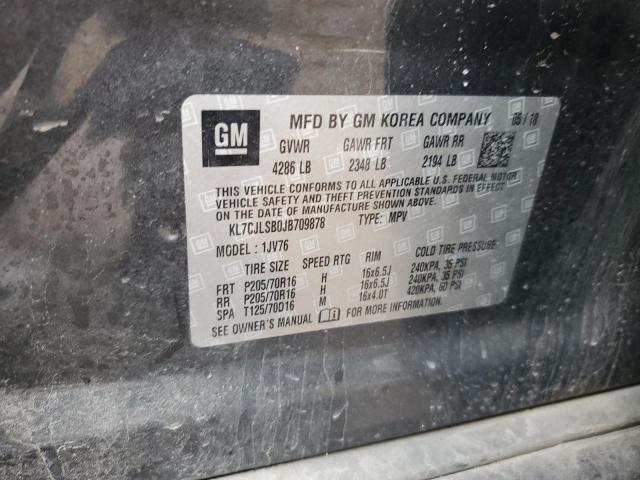 GM
MFD BY GM KOREA COMPANY 05 / 18
GVWR GAWR FRT GAWR RR
4286 LB 2348 LB 2194 LB
THIS VEHICLE CONFORMS TO ALL APPLICABLE U.S. FEDERAL MOTOR
VEHICLE SAFETY AND THEFT PREVENTION STANDARDS IN EFFECT
ON THE DATE OF MANUFACTURE SHOWN ABOVE.
KL7CJLSB0JB709878 TYPE: MPV
MODEL: 1JV76
TIRE SIZE SPEED RTG RIM COLD TIRE PRESSURE
FRT P205/70R16 H 16x6.5J 240KPA, 35 PSI
RR P205/70R16 H 16x6.5J 240KPA, 35 PSI
SPA T125/70D16 M 16x4.0T 420KPA, 60 PSI
SEE OWNER'S MANUAL FOR MORE INFORMATION.